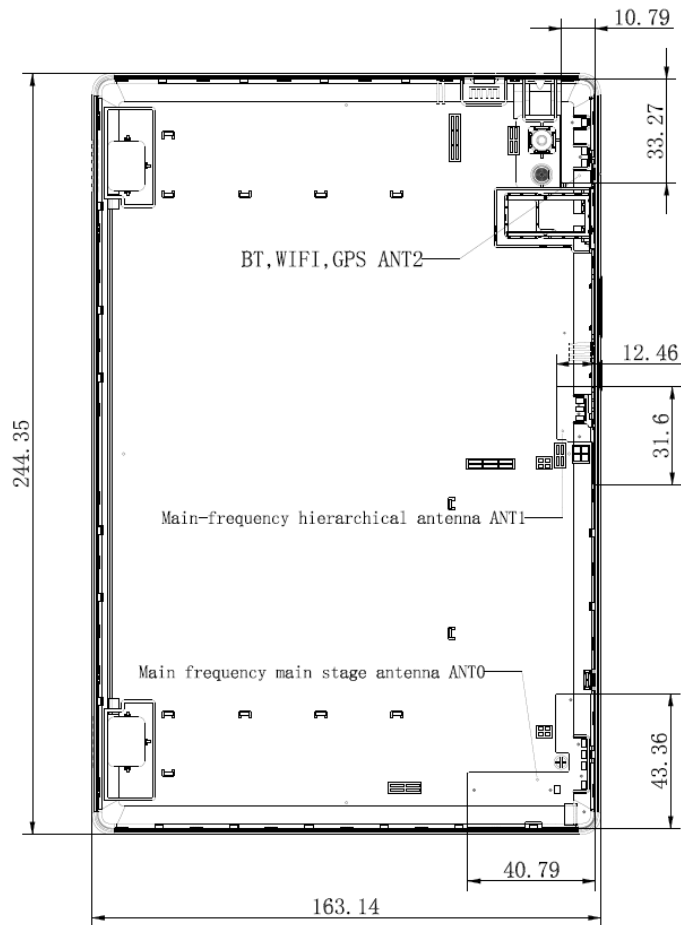 10.79
33.27
BT, WIFI, GPS ANT2
12.46
31.6
244.35
Main-frequency hierarchical antenna ANT1
Main frequency main stage antenna ANT0
43.36
40.79
163.14